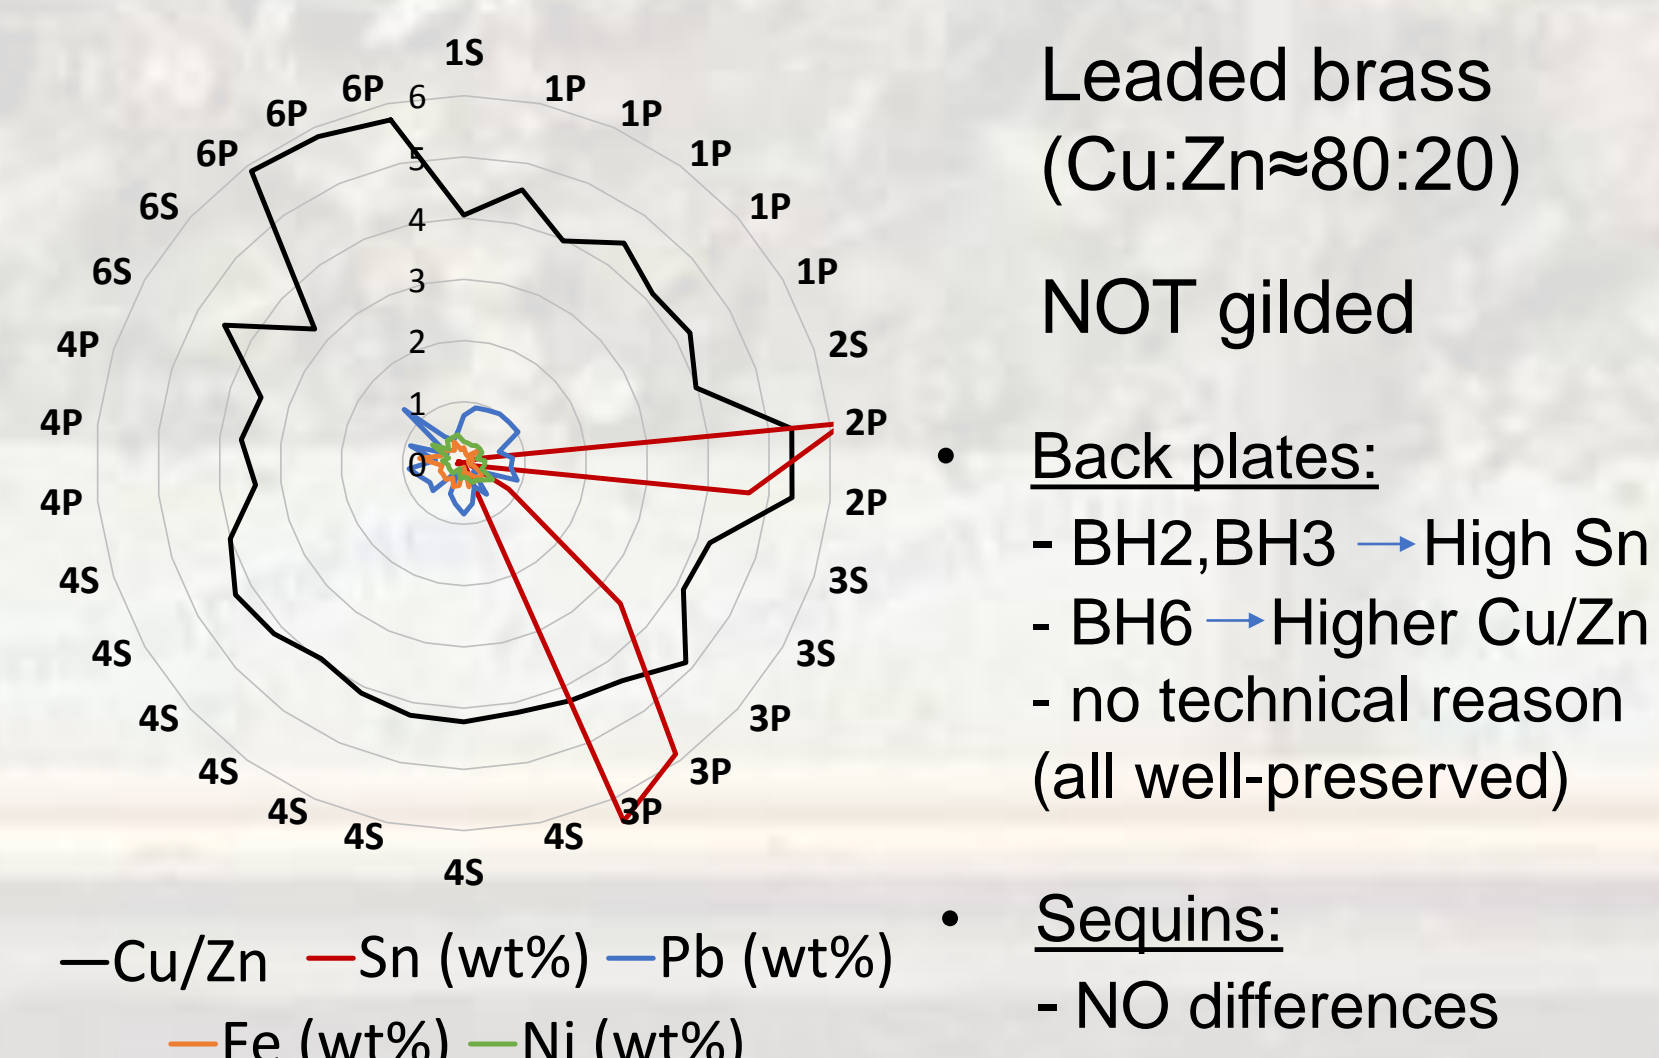 1S
1P
1P
1P
1P
1P
2S
2P
2P
3S
3S
3P
3P
3P
4S
4S
4S
4S
4S
4S
4S
4S
4P
4P
4P
6S
6S
6P
6P
6P
6
5
4
3
2
1
0
Cu/Zn Sn (wt%) Pb (wt%)
Fe (wt%) Ni (wt%)
Leaded brass
(Cu:Zn≈80:20)
NOT gilded
• Back plates:
- BH2,BH3 → High Sn
- BH6 → Higher Cu/Zn
- no technical reason
(all well-preserved)
• Sequins:
- NO differences